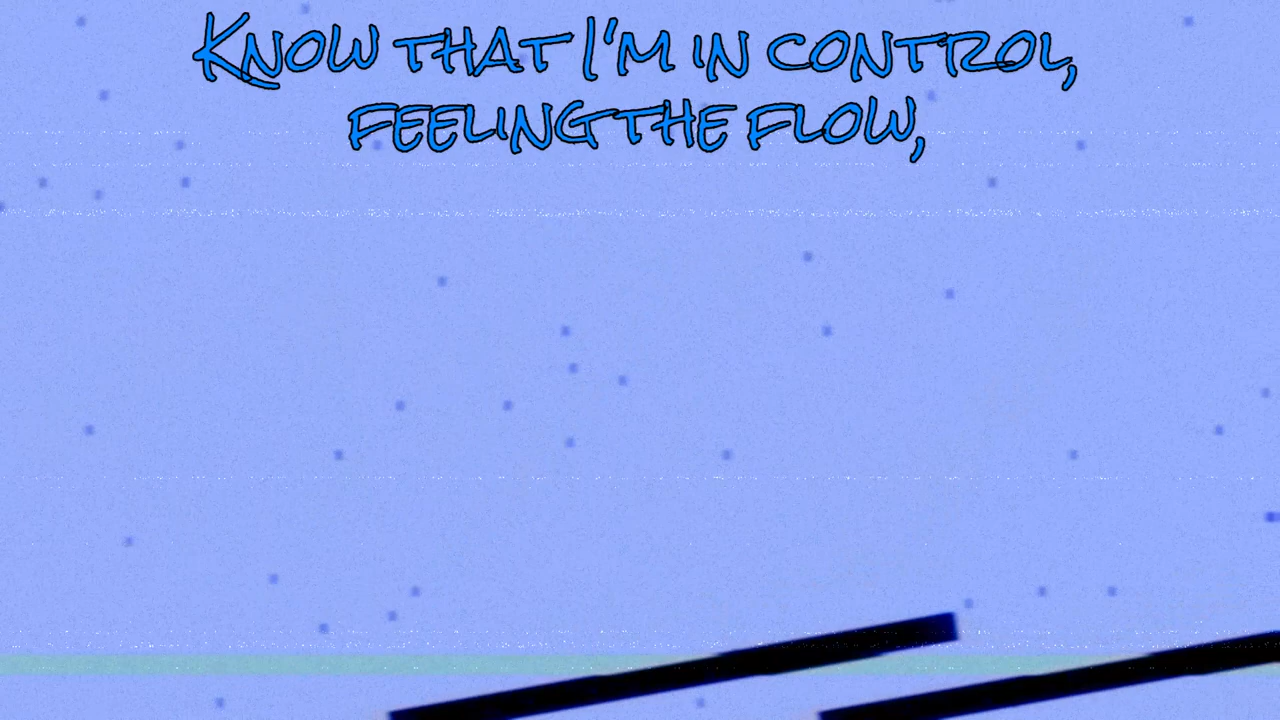 Know that I'm in control,
feeling the flow,